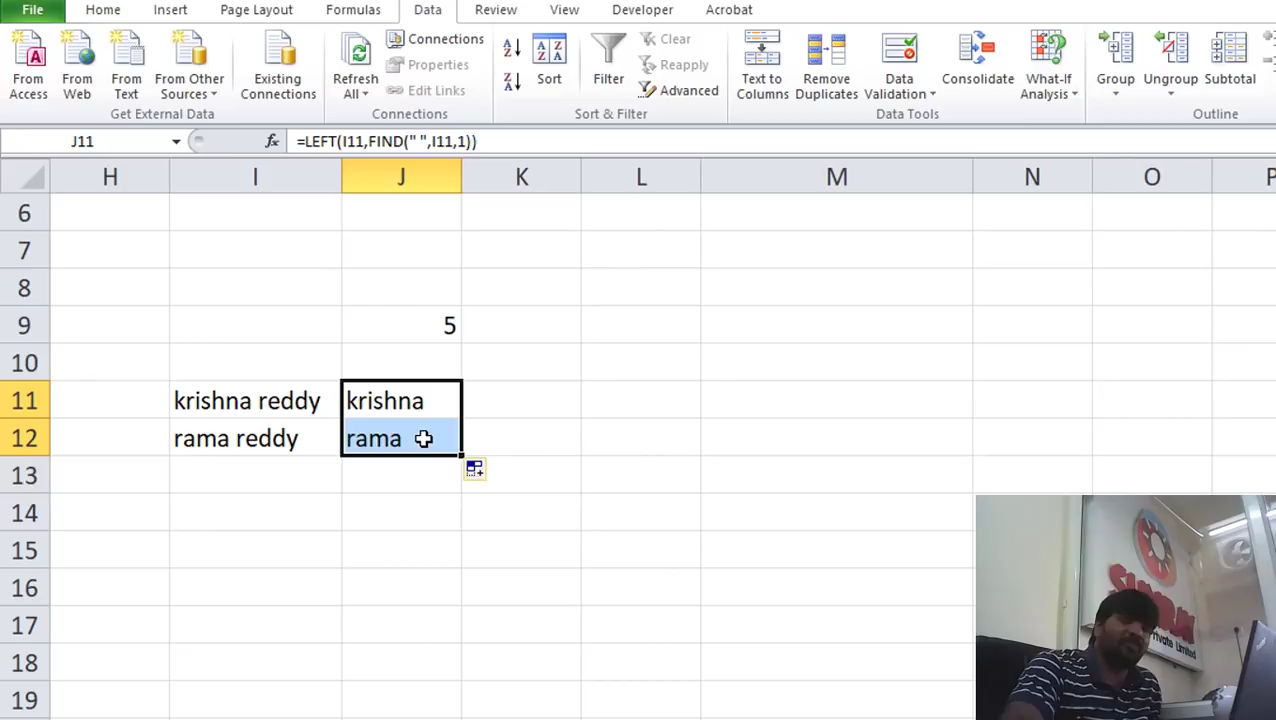 File Home Insert Page Layout Formulas Data Review View Developer Acrobat
From Access
From Web
From Text
From Other Sources
Existing Connections
Refresh All
Connections
Properties
Edit Links
Sort
Filter
Clear
Reapply
Advanced
Text to Columns
Remove Duplicates
Data Validation
Consolidate
What-If Analysis
Group
Ungroup
Subtotal
Get External Data Connections Sort & Filter Data Tools Outline
J11 fx =LEFT(I11,FIND(" ",I11,1))
H I J K L M N O P
6
7
8
9 5
10
11 krishna reddy krishna
12 rama reddy rama
13
14
15
16
17
18
19
Private Limited